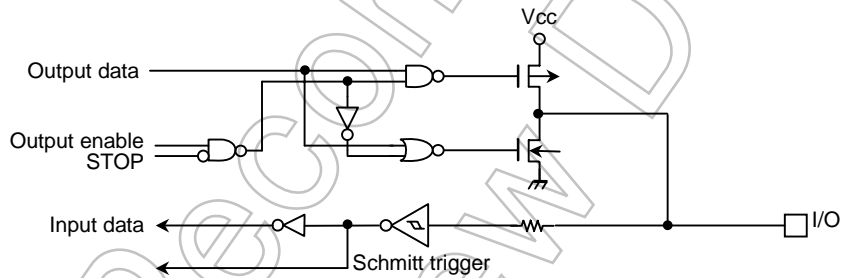 Vcc
Output data
Output enable
STOP
Input data
I/O
Schmitt trigger